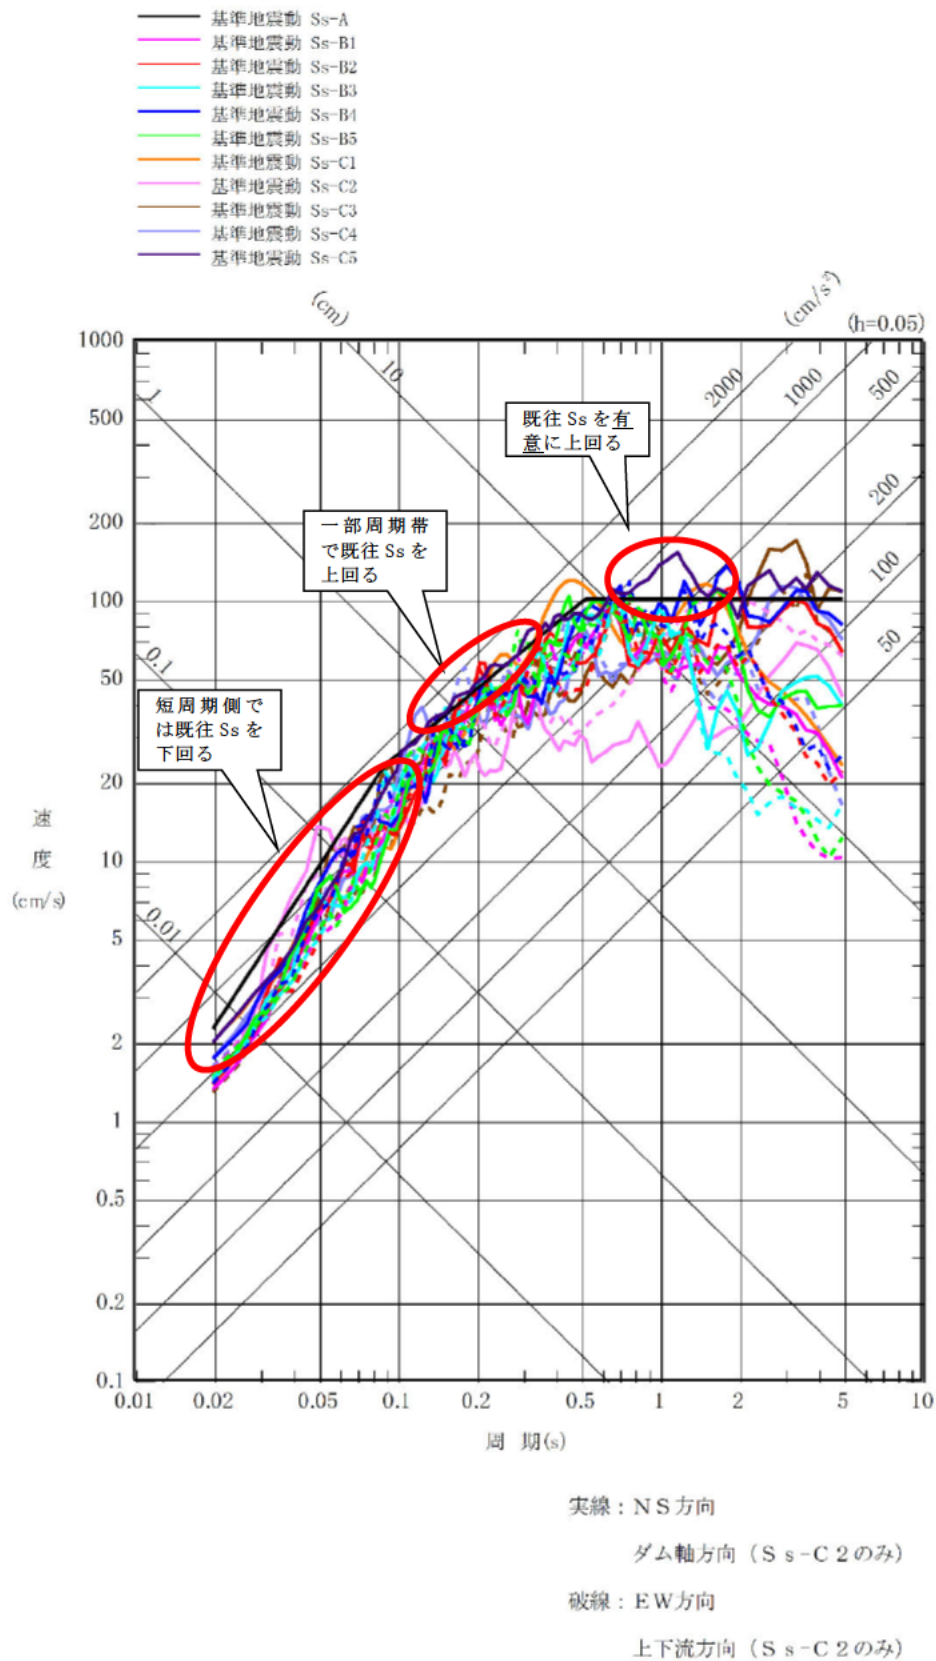 基準地震動 Ss-A
基準地震動 Ss-B1
基準地震動 Ss-B2
基準地震動 Ss-B3
基準地震動 Ss-B4
基準地震動 Ss-B5
基準地震動 Ss-C1
基準地震動 Ss-C2
基準地震動 Ss-C3
基準地震動 Ss-C4
基準地震動 Ss-C5
(cm)
(cm/s²)
(h=0.05)
1000
500
200
100
50
20
10
5
2
1
0.5
0.2
0.1
1
10
0.1
0.01
2000
1000
500
200
100
50
既往 Ss を有
意に上回る
一部周期帯
で既往 Ss を
上回る
短周期側で
は既往 Ss を
下回る
速
度
(cm/s)
0.01
0.02
0.05
0.1
0.2
0.5
1
2
5
10
周 期(s)
実線：ＮＳ方向
ダム軸方向（Ｓｓ－Ｃ２のみ）
破線：ＥＷ方向
上下流方向（Ｓｓ－Ｃ２のみ）